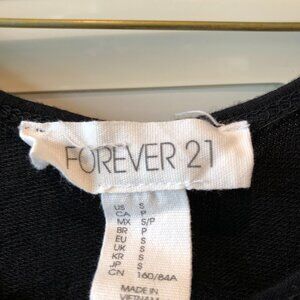 FOREVER 21
US S
CA P
MX S/P
BR P
EU S
UK S
KR S
JP S
CN 160/84A
MADE IN
VIETNAM